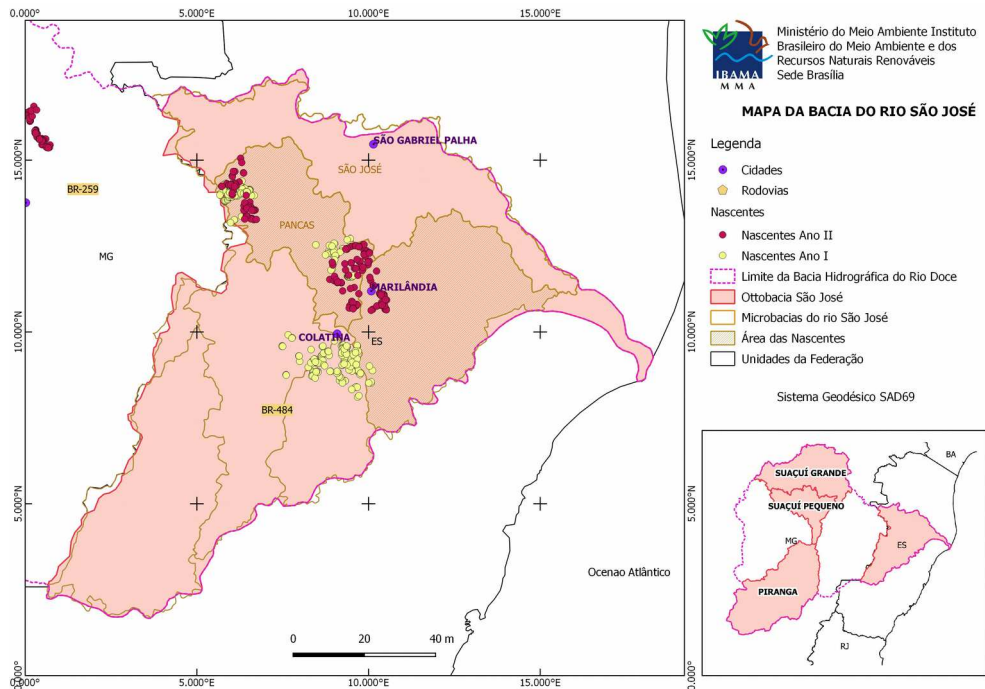 0.000°
5.000°E
10.000°E
15.000°E
15.000°N
10.000°N
5.000°N
0.000°
SÃO GABRIEL PALHA
SÃO JOSÉ
BR-259
PANCAS
MG
MARILÂNDIA
COLATINA
ES
BR-484
Ocenao Atlântico
0 20 40 m
0.000°
5.000°E
10.000°E
15.000°E
15.000°N
10.000°N
5.000°N
0.000°
IBAMA
MMA
Ministério do Meio Ambiente Instituto
Brasileiro do Meio Ambiente e dos
Recursos Naturais Renováveis
Sede Brasília
MAPA DA BACIA DO RIO SÃO JOSÉ
Legenda
Cidades
Rodovias
Nascentes
Nascentes Ano II
Nascentes Ano I
Limite da Bacia Hidrográfica do Rio Doce
Ottobacia São José
Microbacias do rio São José
Área das Nascentes
Unidades da Federação
Sistema Geodésico SAD69
SUAÇUÍ GRANDE
BA
SUAÇUÍ PEQUENO
MG
ES
PIRANGA
RJ